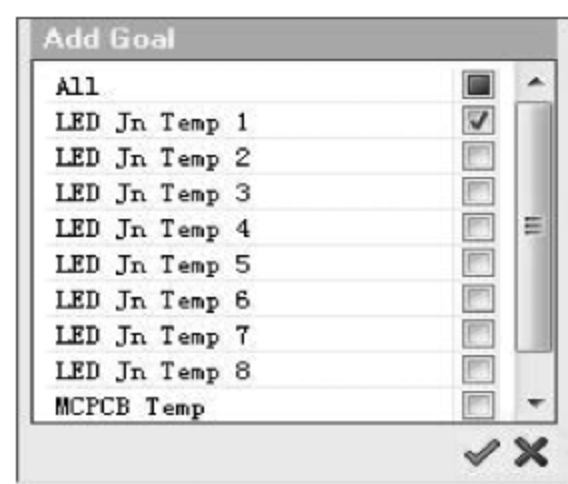 Add Goal
All
LED Jn Temp 1
LED Jn Temp 2
LED Jn Temp 3
LED Jn Temp 4
LED Jn Temp 5
LED Jn Temp 6
LED Jn Temp 7
LED Jn Temp 8
MCPCB Temp